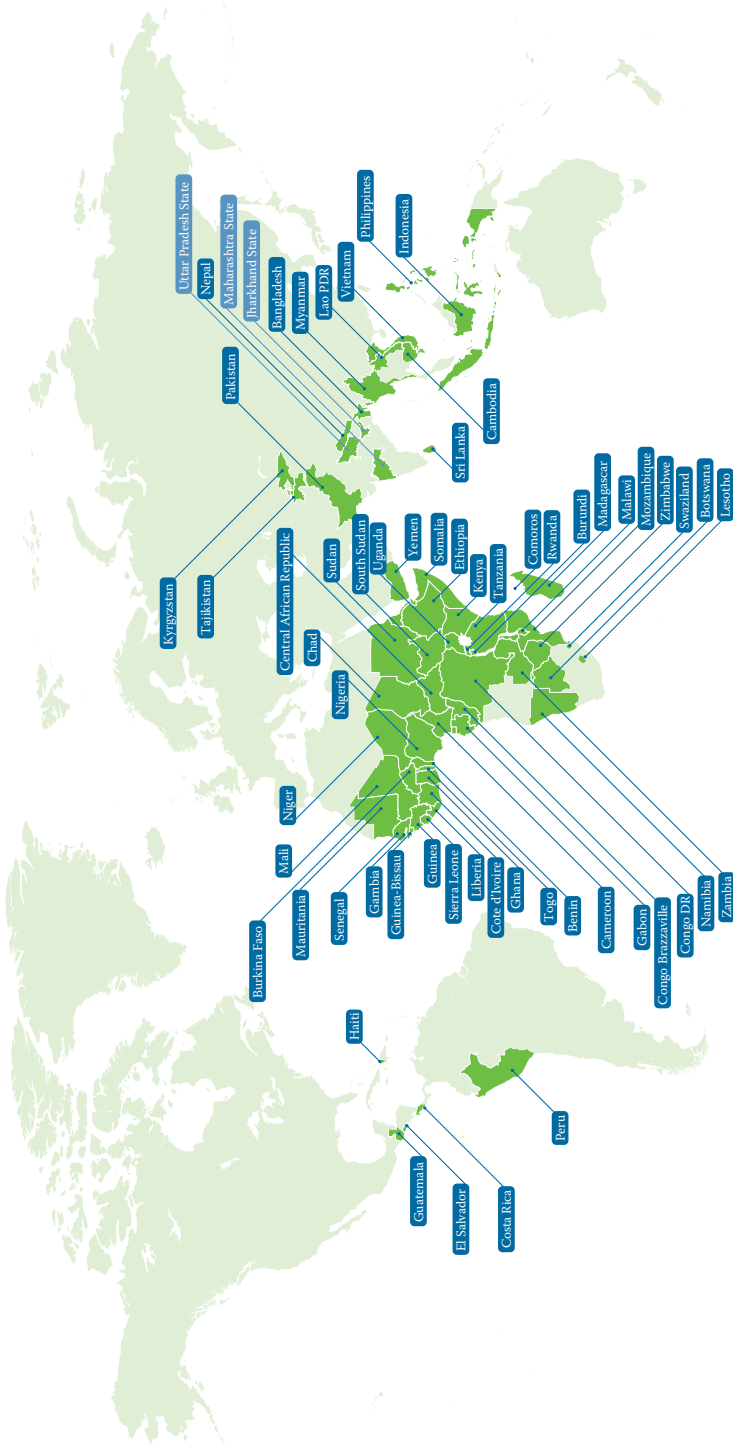 Kyrgyzstan
Tajikistan
Pakistan
Uttar Pradesh State
Nepal
Maharashtra State
Jharkhand State
Bangladesh
Myanmar
Lao PDR
Vietnam
Philippines
Indonesia
Cambodia
Sri Lanka
Burkina Faso
Mali
Niger
Mauritania
Senegal
Gambia
Guinea-Bissau
Guinea
Sierra Leone
Liberia
Cote d'Ivoire
Ghana
Togo
Benin
Cameroon
Gabon
Congo Brazzaville
Congo DR
Namibia
Zambia
Nigeria
Chad
Central African Republic
Sudan
South Sudan
Uganda
Yemen
Somalia
Ethiopia
Kenya
Tanzania
Comoros
Rwanda
Burundi
Madagascar
Malawi
Mozambique
Zimbabwe
Swaziland
Botswana
Lesotho
Haiti
Guatemala
El Salvador
Costa Rica
Peru